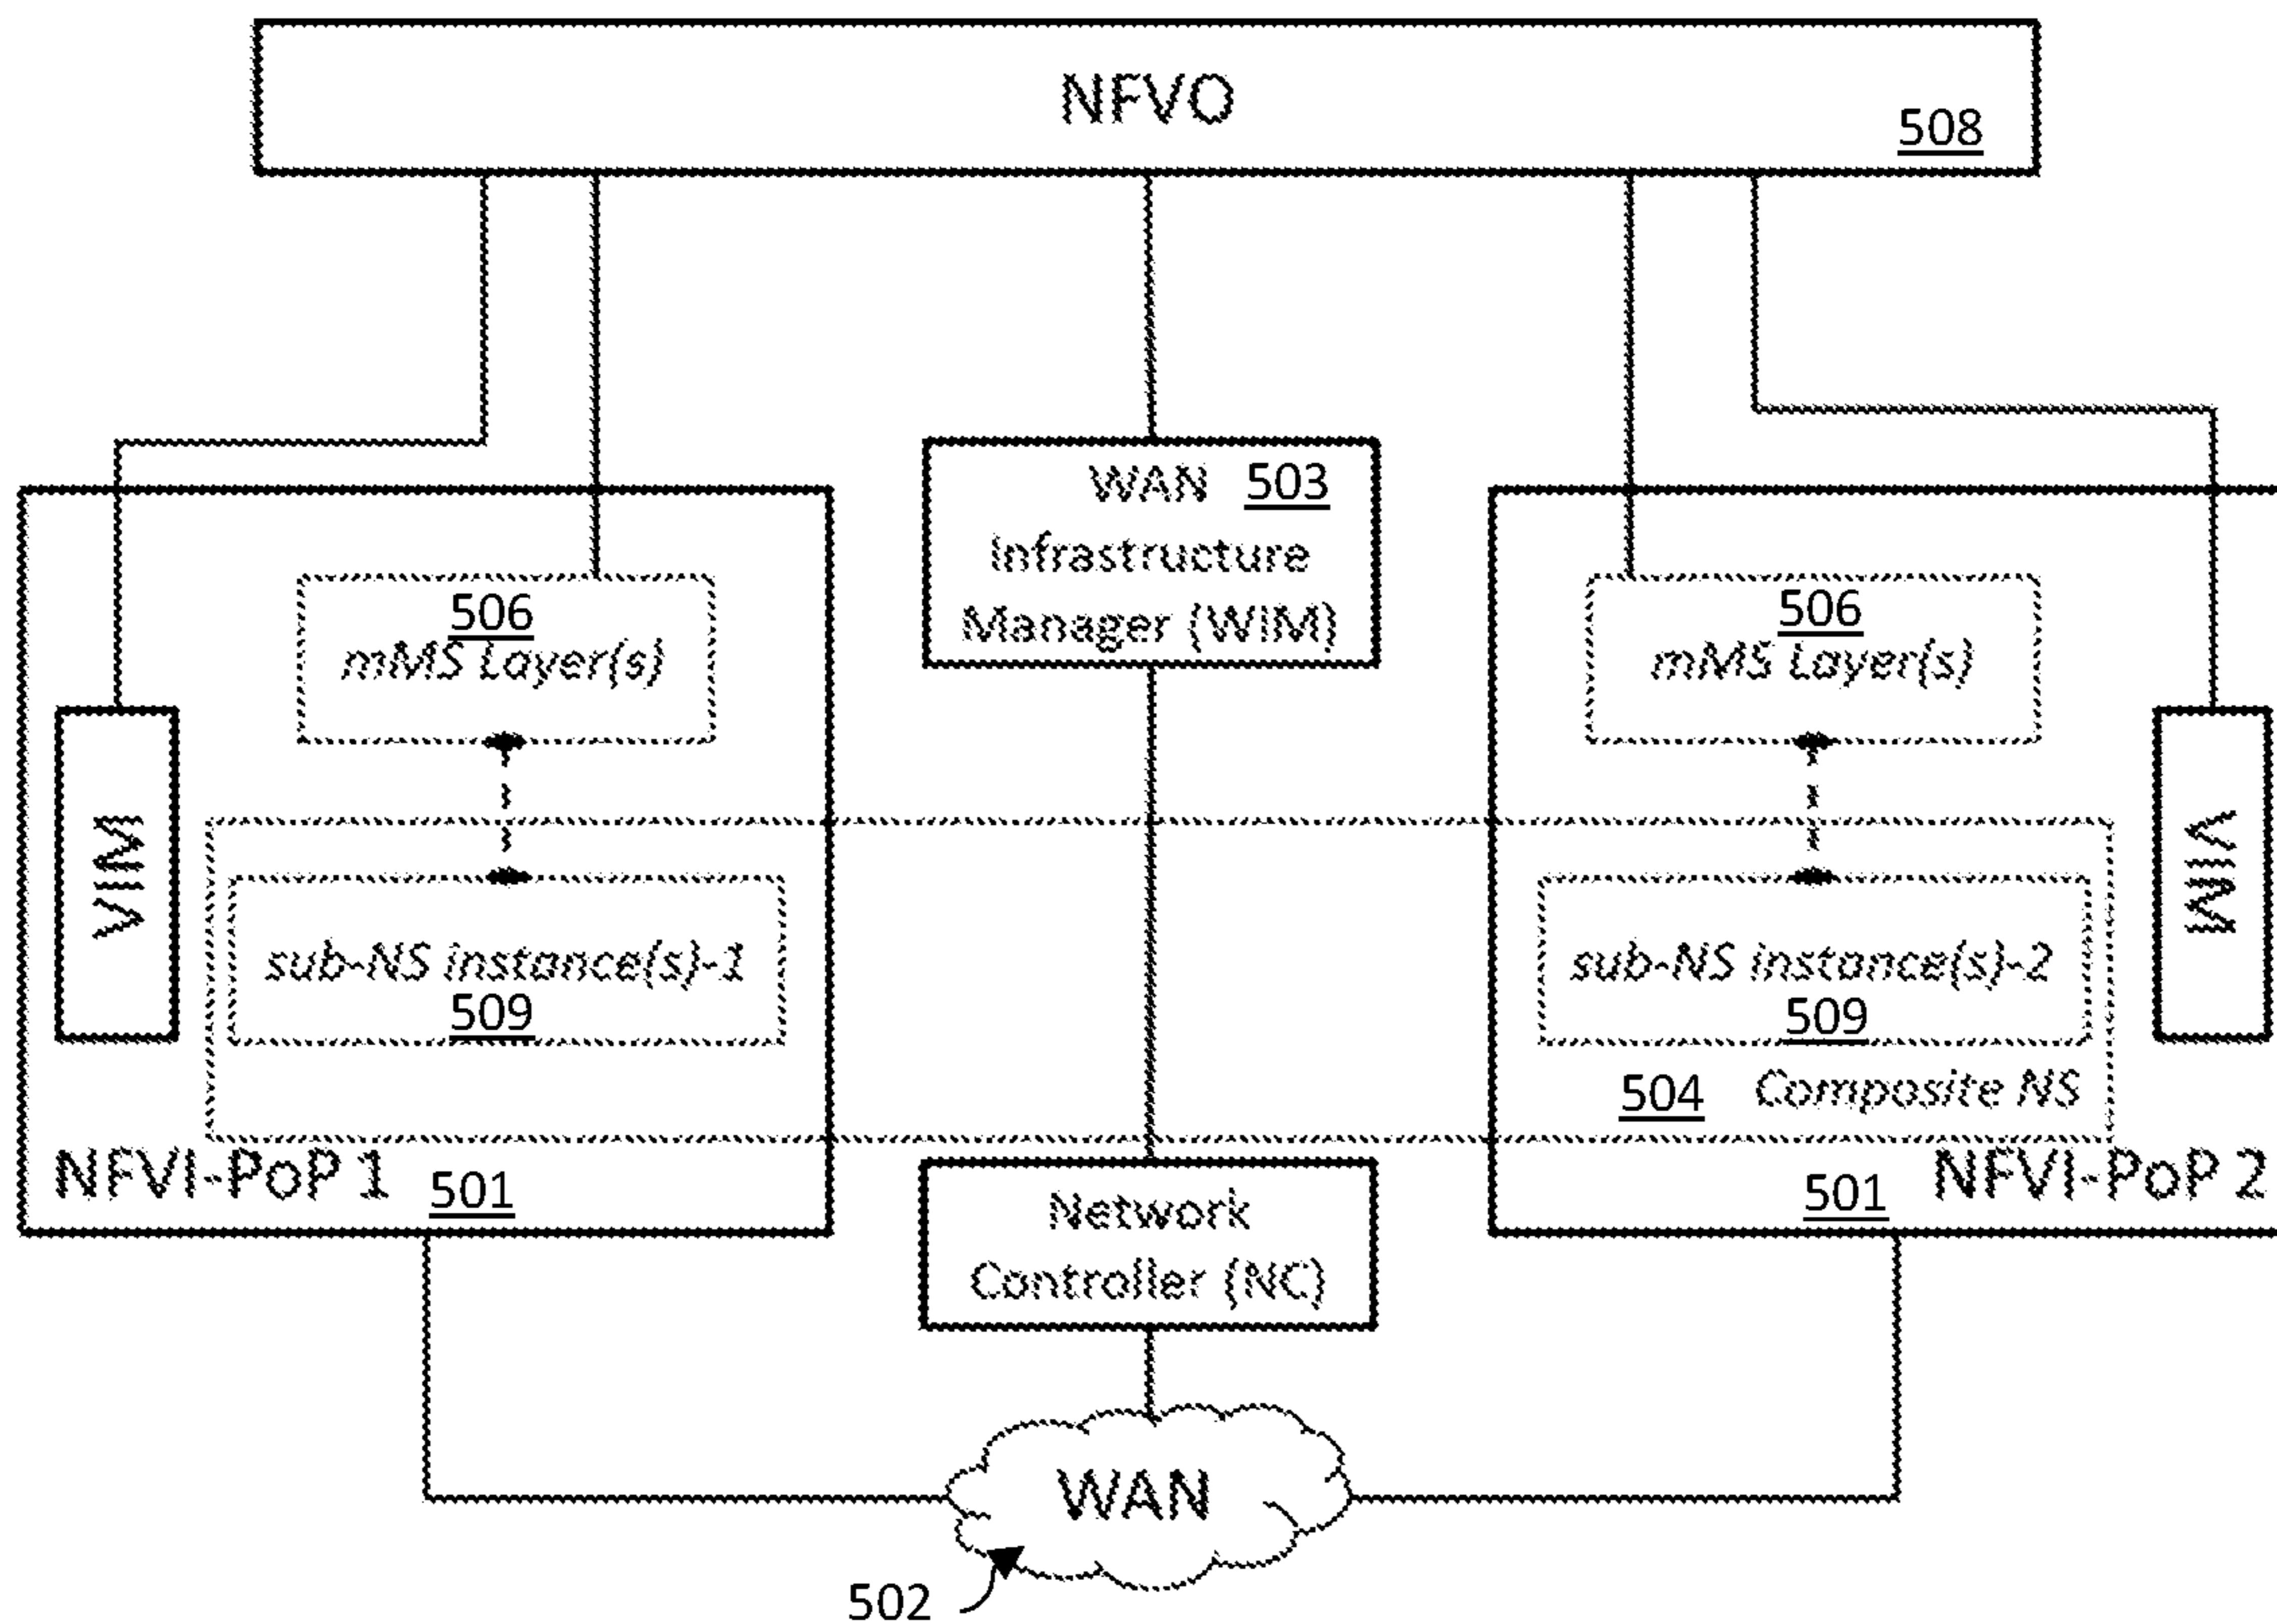 NFVO
508
WAN 503
Infrastructure
Manager (WIM)
506
mMS Layer(s)
506
mMS Layer(s)
VIM
VIM
sub-NS instance(s)-1
509
sub-NS instance(s)-2
509
504 Composite NS
NFVI-PoP 1
501
NFVI-PoP 2
501
Network
Controller (NC)
WAN
502